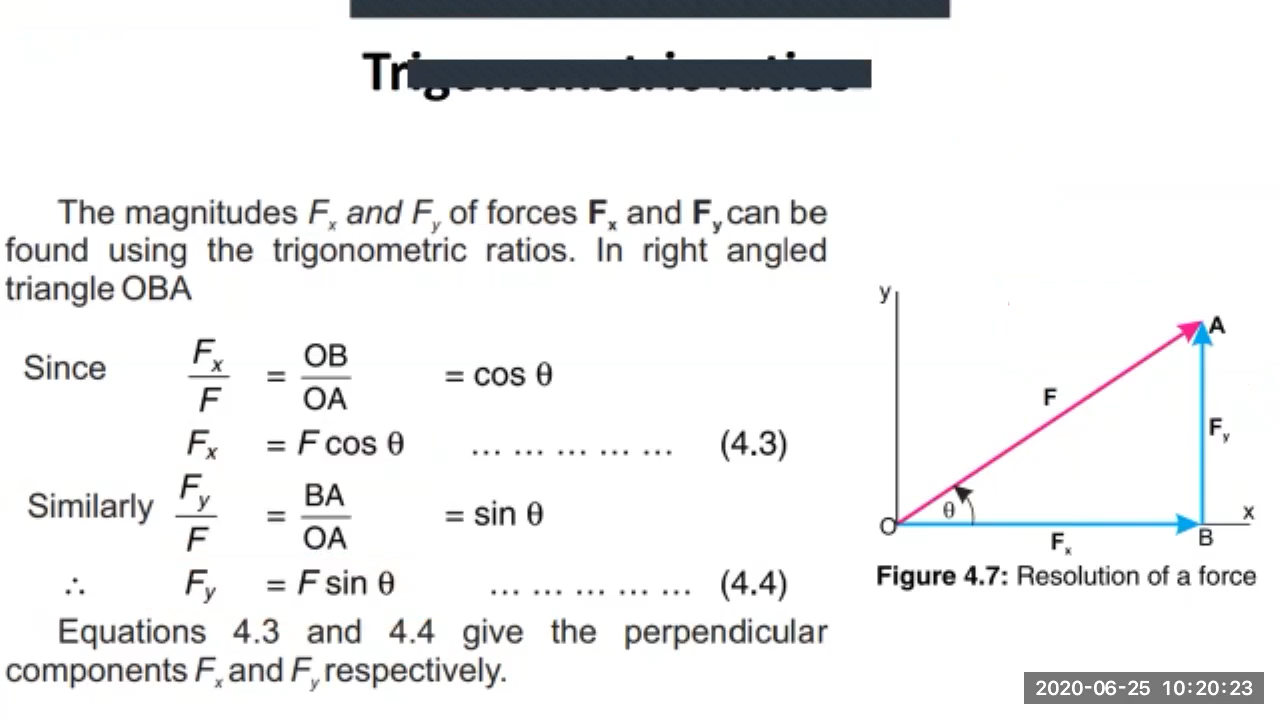 Trigonometric ratios
The magnitudes Fx and Fy of forces Fx and Fy can be
found using the trigonometric ratios. In right angled
triangle OBA
Since Fx/F = OB/OA = cos θ
Fx = F cos θ ... ... ... ... ... (4.3)
Similarly Fy/F = BA/OA = sin θ
∴ Fy = F sin θ ... ... ... ... ... (4.4)
Equations 4.3 and 4.4 give the perpendicular
components Fx and Fy respectively.
y
A
F
Fy
θ
O
x
B
Fx
Figure 4.7: Resolution of a force
2020-06-25 10:20:23